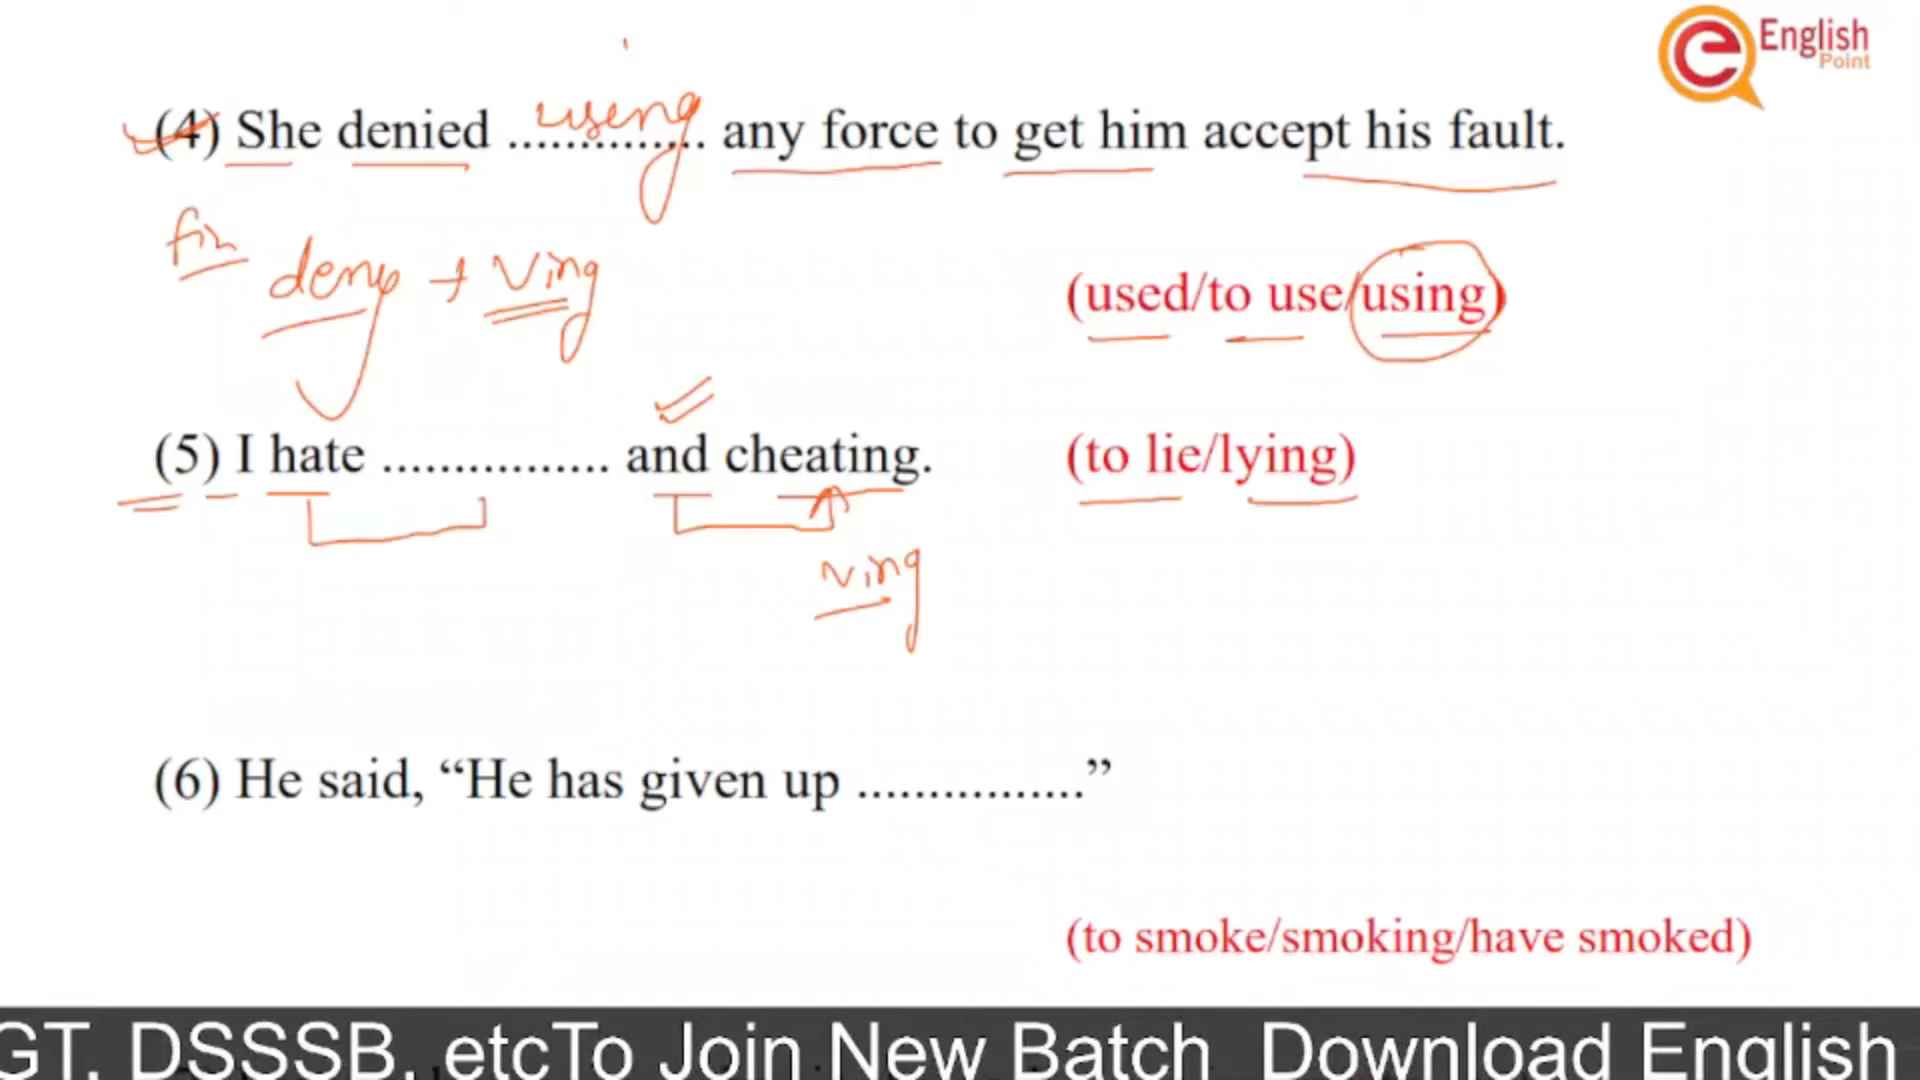 English
Point
(4) She denied .............. any force to get him accept his fault.
using
fix
deny + Ving
(used/to use/using)
(5) I hate ................ and cheating. (to lie/lying)
Ving
(6) He said, “He has given up ................”
(to smoke/smoking/have smoked)
GT, DSSSB, etcTo Join New Batch Download English